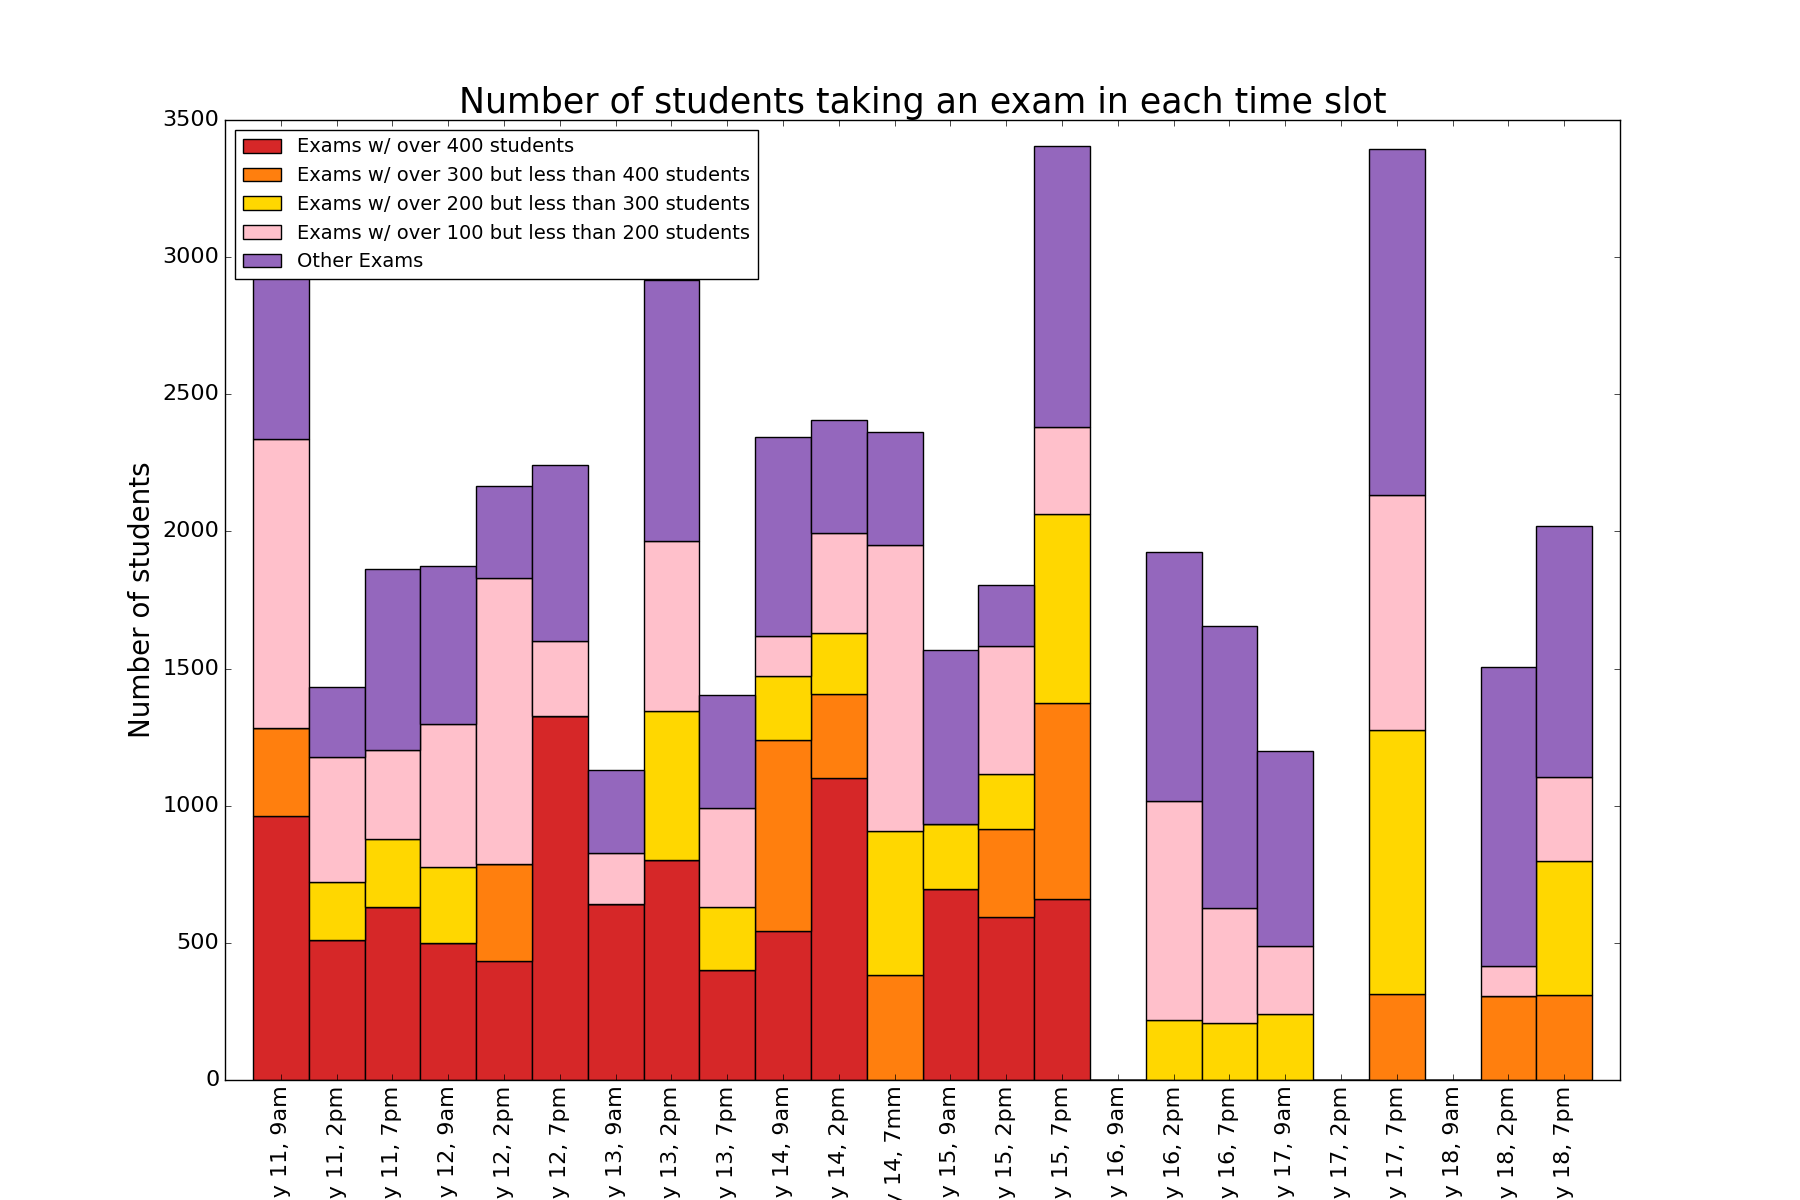 Number of students taking an exam in each time slot
Exams w/ over 400 students
Exams w/ over 300 but less than 400 students
Exams w/ over 200 but less than 300 students
Exams w/ over 100 but less than 200 students
Other Exams
Number of students
3500
3000
2500
2000
1500
1000
500
0
y 11, 9am
y 11, 2pm
y 11, 7pm
y 12, 9am
y 12, 2pm
y 12, 7pm
y 13, 9am
y 13, 2pm
y 13, 7pm
y 14, 9am
y 14, 2pm
y 14, 7mm
y 15, 9am
y 15, 2pm
y 15, 7pm
y 16, 9am
y 16, 2pm
y 16, 7pm
y 17, 9am
y 17, 2pm
y 17, 7pm
y 18, 9am
y 18, 2pm
y 18, 7pm